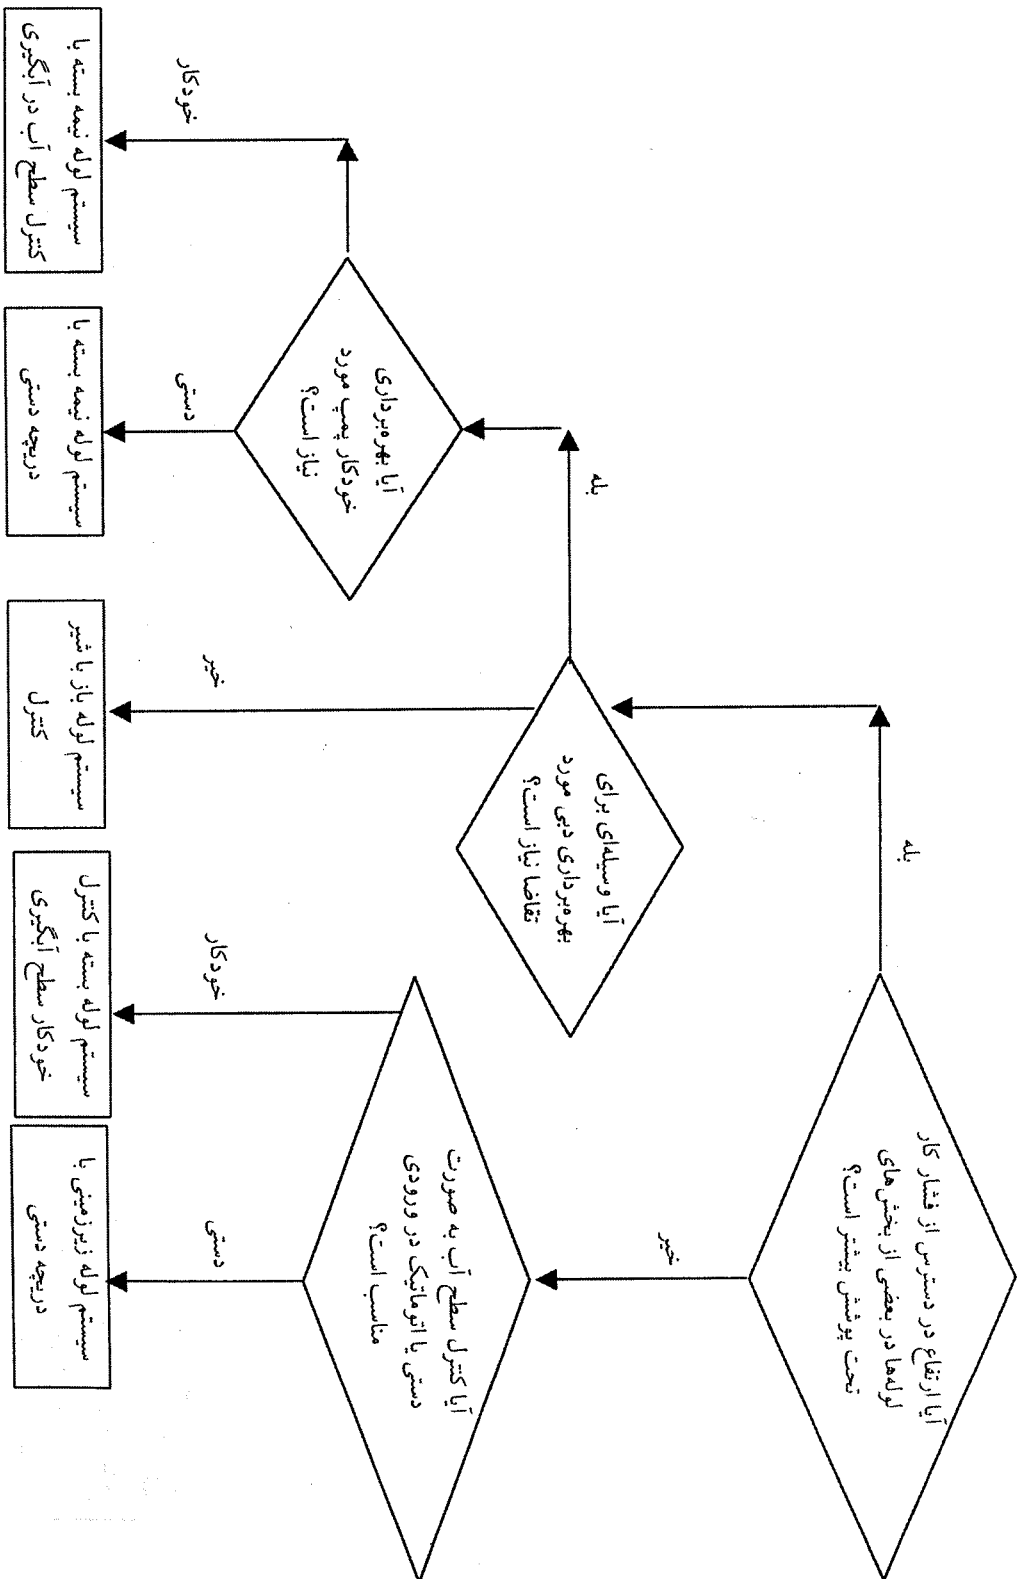 آیا ارتفاع در دسترس از فشار کار
لوله‌ها در بعضی از بخش‌های
تحت پوشش بیشتر است؟
بله
خیر
آیا وسیله‌ای برای
بهره‌برداری دبی مورد
تقاضا نیاز است؟
آیا کنترل سطح آب به صورت
دستی یا اتوماتیک در ورودی
مناسب است؟
بله
خیر
آیا بهره‌برداری
خودکار پمپ مورد
نیاز است؟
خودکار
دستی
خودکار
دستی
سیستم لوله نیمه بسته با
کنترل سطح آب در آبگیری
سیستم لوله نیمه بسته با
دریچه دستی
سیستم لوله باز با شیر
کنترل
سیستم لوله بسته با کنترل
خودکار سطح آبگیری
سیستم لوله زیرزمینی با
دریچه دستی